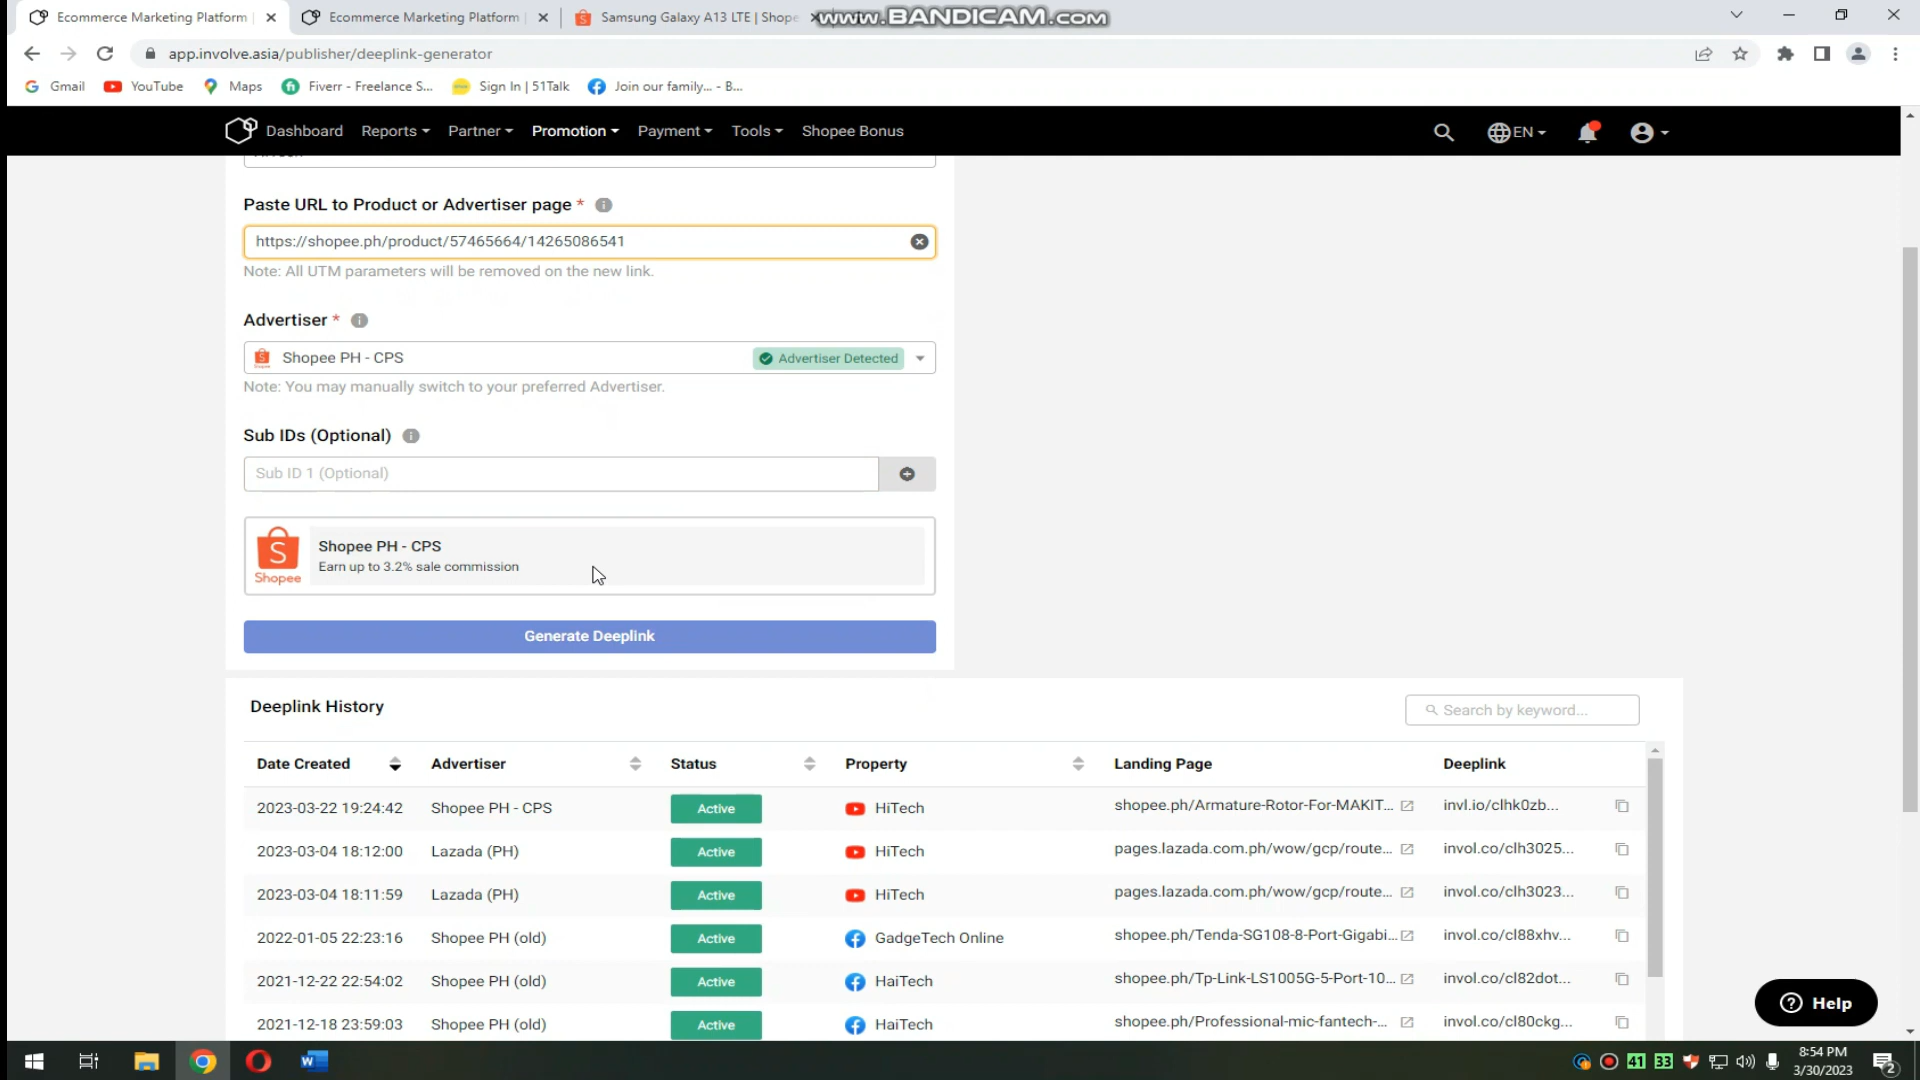 Ecommerce Marketing Platform
Ecommerce Marketing Platform
Samsung Galaxy A13 LTE | Shope
www.BANDICAM.com
app.involve.asia/publisher/deeplink-generator
Gmail
YouTube
Maps
Fiverr - Freelance S...
Sign In | 51Talk
Join our family... - B...
Dashboard
Reports
Partner
Promotion
Payment
Tools
Shopee Bonus
EN
Paste URL to Product or Advertiser page *
https://shopee.ph/product/57465664/14265086541
Note: All UTM parameters will be removed on the new link.
Advertiser *
Shopee PH - CPS
Advertiser Detected
Note: You may manually switch to your preferred Advertiser.
Sub IDs (Optional)
Sub ID 1 (Optional)
Shopee
Shopee PH - CPS
Earn up to 3.2% sale commission
Generate Deeplink
Deeplink History
Search by keyword...
Date Created Advertiser Status Property Landing Page Deeplink
2023-03-22 19:24:42 Shopee PH - CPS Active HiTech shopee.ph/Armature-Rotor-For-MAKIT... invl.io/clhk0zb...
2023-03-04 18:12:00 Lazada (PH) Active HiTech pages.lazada.com.ph/wow/gcp/route... invol.co/clh3025...
2023-03-04 18:11:59 Lazada (PH) Active HiTech pages.lazada.com.ph/wow/gcp/route... invol.co/clh3023...
2022-01-05 22:23:16 Shopee PH (old) Active GadgeTech Online shopee.ph/Tenda-SG108-8-Port-Gigabi... invol.co/cl88xhv...
2021-12-22 22:54:02 Shopee PH (old) Active HaiTech shopee.ph/Tp-Link-LS1005G-5-Port-10... invol.co/cl82dot...
2021-12-18 23:59:03 Shopee PH (old) Active HaiTech shopee.ph/Professional-mic-fantech-... invol.co/cl80ckg...
Help
41
33
8:54 PM
3/30/2023
2